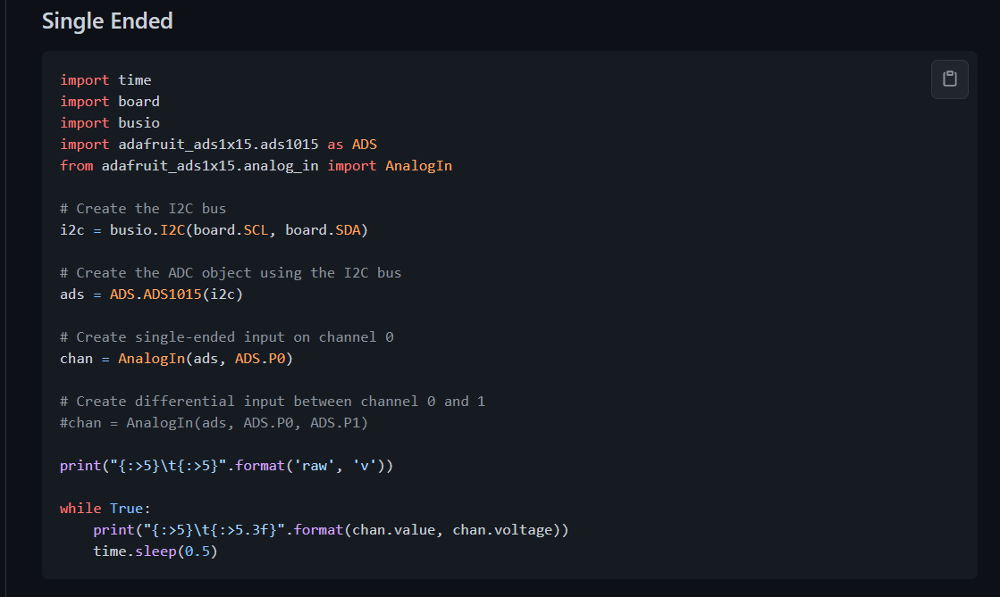 Single Ended
import time
import board
import busio
import adafruit_ads1x15.ads1015 as ADS
from adafruit_ads1x15.analog_in import AnalogIn
# Create the I2C bus
i2c = busio.I2C(board.SCL, board.SDA)
# Create the ADC object using the I2C bus
ads = ADS.ADS1015(i2c)
# Create single-ended input on channel 0
chan = AnalogIn(ads, ADS.P0)
# Create differential input between channel 0 and 1
#chan = AnalogIn(ads, ADS.P0, ADS.P1)
print("{:>5}\t{:>5}".format('raw', 'v'))
while True:
    print("{:>5}\t{:>5.3f}".format(chan.value, chan.voltage))
    time.sleep(0.5)